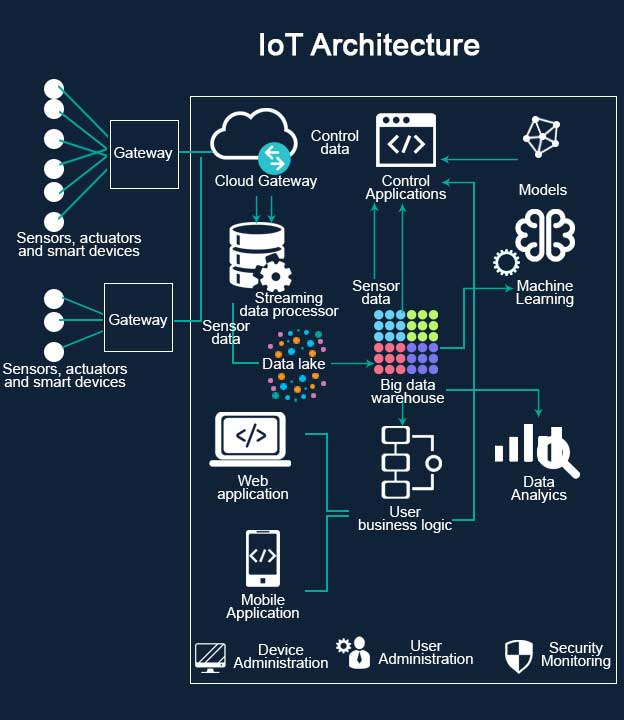 IoT Architecture
Gateway
Sensors, actuators
and smart devices
Gateway
Sensors, actuators
and smart devices
Cloud Gateway
Control
data
</>
Control
Applications
Models
Streaming
data processor
Sensor
data
Machine
Learning
Sensor
data
Data lake
Big data
warehouse
</>
Web
application
User
business logic
Data
Analyics
</>
Mobile
Application
Device
Administration
User
Administration
Security
Monitoring